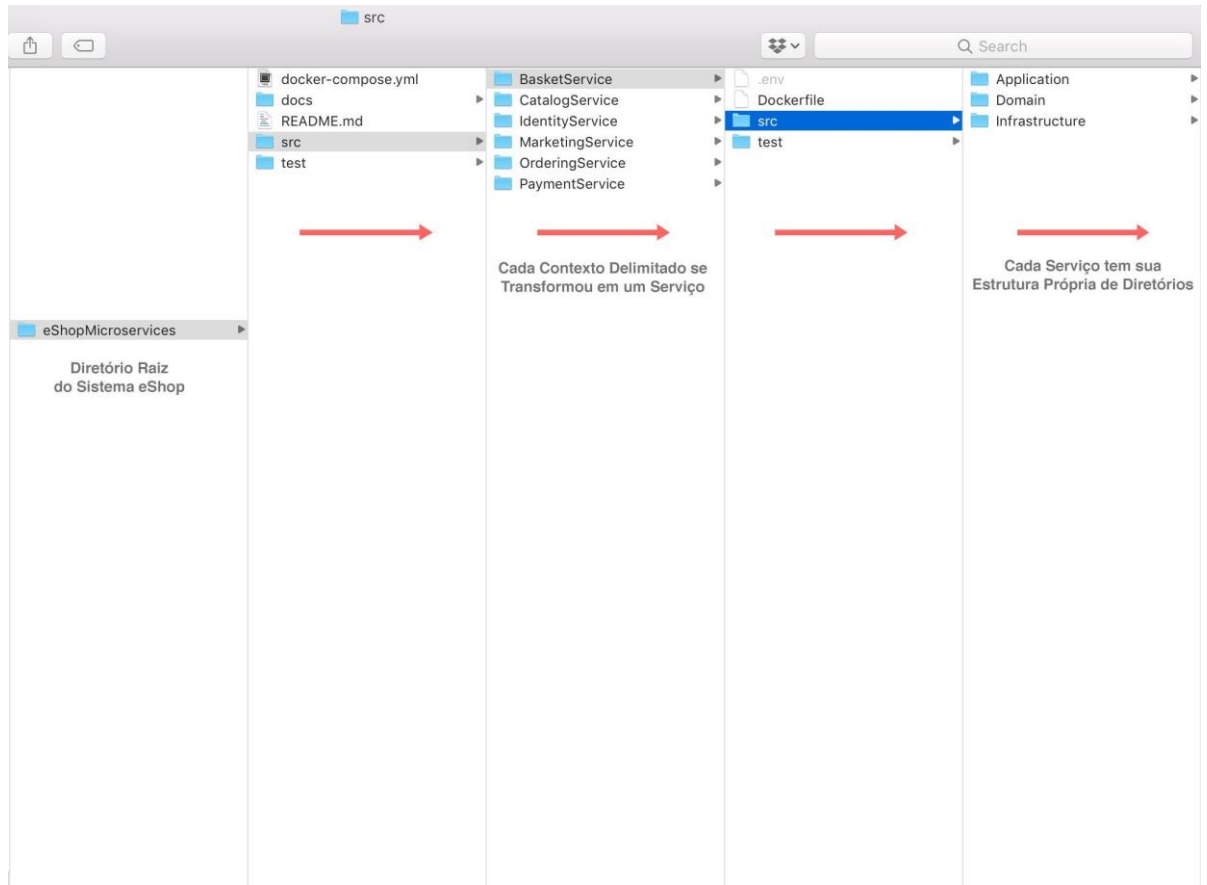 src
Search
eShopMicroservices
Diretório Raiz
do Sistema eShop
docker-compose.yml
docs
README.md
src
test
BasketService
CatalogService
IdentityService
MarketingService
OrderingService
PaymentService
Cada Contexto Delimitado se
Transformou em um Serviço
.env
Dockerfile
src
test
Application
Domain
Infrastructure
Cada Serviço tem sua
Estrutura Própria de Diretórios